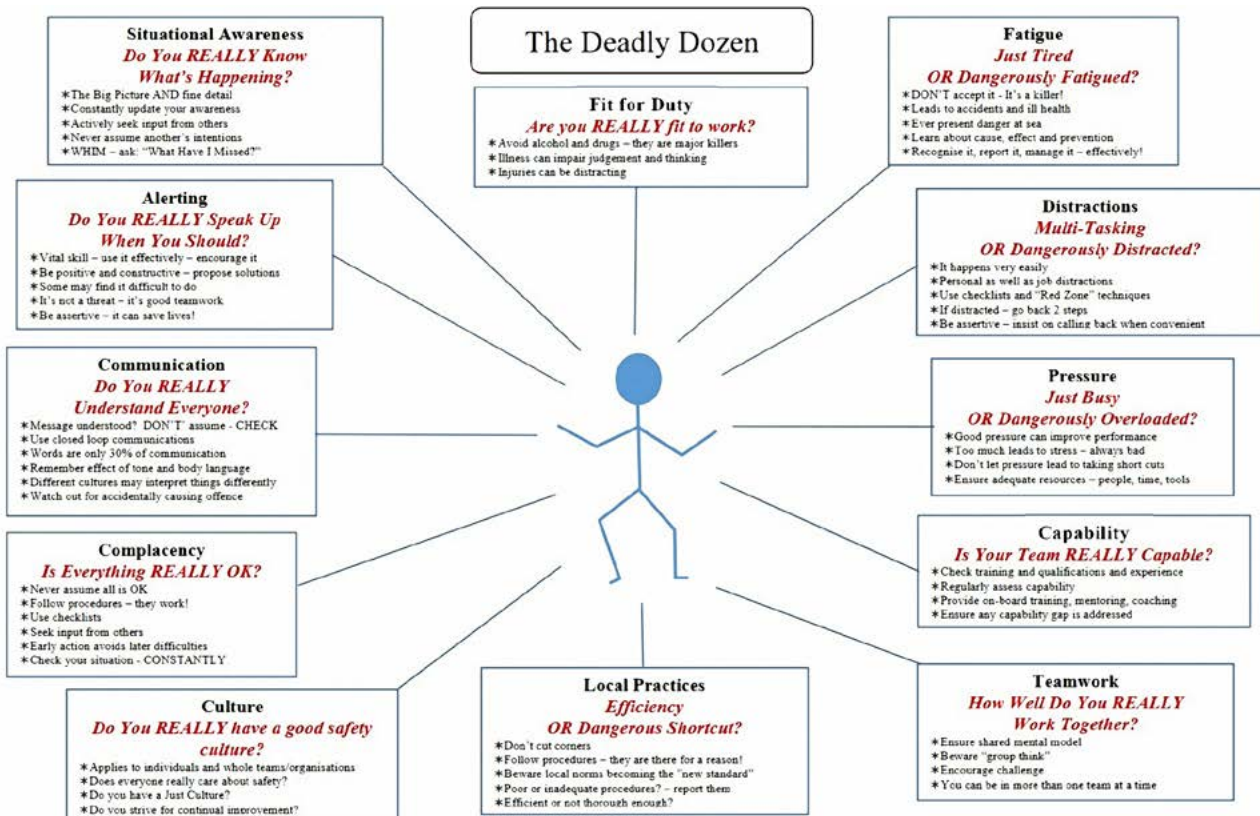 The Deadly Dozen
Situational Awareness
Do You REALLY Know
What's Happening?
*The Big Picture AND fine detail
*Constantly update your awareness
*Actively seek input from others
*Never assume another's intentions
*WHIM – ask: "What Have I Missed?"
Fit for Duty
Are you REALLY fit to work?
*Avoid alcohol and drugs – they are major killers
*Illness can impair judgement and thinking
*Injuries can be distracting
Fatigue
Just Tired
OR Dangerously Fatigued?
*DON'T accept it - It's a killer!
*Leads to accidents and ill health
*Ever present danger at sea
*Learn about cause, effect and prevention
*Recognise it, report it, manage it – effectively!
Alerting
Do You REALLY Speak Up
When You Should?
*Vital skill – use it effectively – encourage it
*Be positive and constructive – propose solutions
*Some may find it difficult to do
*It's not a threat – it's good teamwork
*Be assertive – it can save lives!
Distractions
Multi-Tasking
OR Dangerously Distracted?
*It happens very easily
*Personal as well as job distractions
*Use checklists and "Red Zone" techniques
*If distracted – go back 2 steps
*Be assertive – insist on calling back when convenient
Communication
Do You REALLY
Understand Everyone?
*Message understood? DON'T' assume - CHECK
*Use closed loop communications
*Words are only 30% of communication
*Remember effect of tone and body language
*Different cultures may interpret things differently
*Watch out for accidentally causing offence
Pressure
Just Busy
OR Dangerously Overloaded?
*Good pressure can improve performance
*Too much leads to stress – always bad
*Don't let pressure lead to taking short cuts
*Ensure adequate resources – people, time, tools
Complacency
Is Everything REALLY OK?
*Never assume all is OK
*Follow procedures – they work!
*Use checklists
*Seek input from others
*Early action avoids later difficulties
*Check your situation - CONSTANTLY
Capability
Is Your Team REALLY Capable?
*Check training and qualifications and experience
*Regularly assess capability
*Provide on-board training, mentoring, coaching
*Ensure any capability gap is addressed
Culture
Do You REALLY have a good safety
culture?
*Applies to individuals and whole teams/organisations
*Does everyone really care about safety?
*Do you have a Just Culture?
*Do you strive for continual improvement?
Local Practices
Efficiency
OR Dangerous Shortcut?
*Don't cut corners
*Follow procedures – they are there for a reason!
*Beware local norms becoming the "new standard"
*Poor or inadequate procedures? – report them
*Efficient or not thorough enough?
Teamwork
How Well Do You REALLY
Work Together?
*Ensure shared mental model
*Beware "group think"
*Encourage challenge
*You can be in more than one team at a time